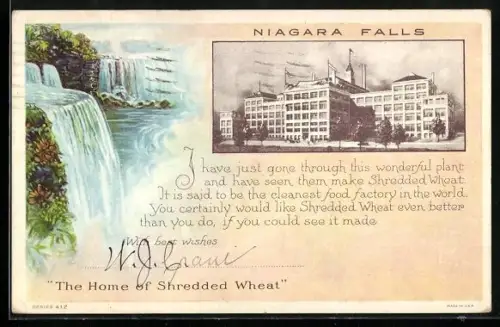 NIAGARA FALLS
I have just gone through this wonderful plant
and have seen them make Shredded Wheat.
It is said to be the cleanest food factory in the world.
You certainly would like Shredded Wheat even better
than you do, if you could see it made.
With best wishes
W. J.
"The Home of Shredded Wheat"
MADE IN U.S.A.